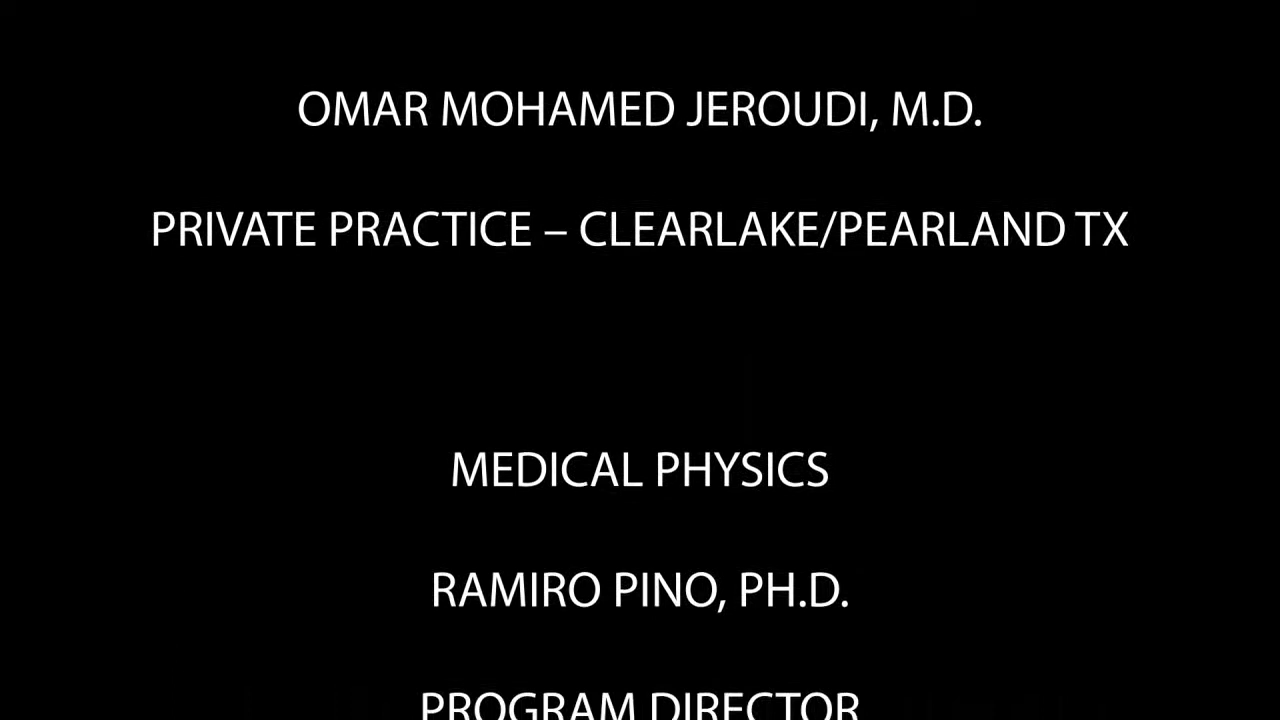 OMAR MOHAMED JEROUDI, M.D.
PRIVATE PRACTICE – CLEARLAKE/PEARLAND TX
MEDICAL PHYSICS
RAMIRO PINO, PH.D.
PROGRAM DIRECTOR